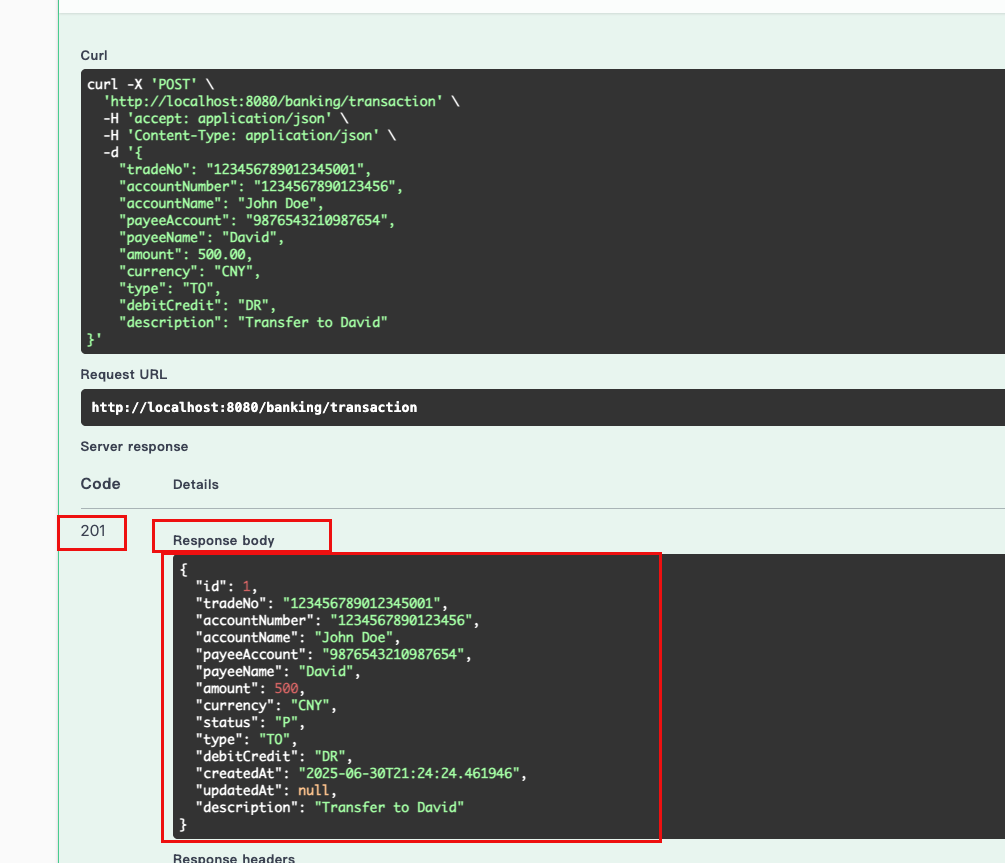 Curl
curl -X 'POST' \
  'http://localhost:8080/banking/transaction' \
  -H 'accept: application/json' \
  -H 'Content-Type: application/json' \
  -d '{
    "tradeNo": "123456789012345001",
    "accountNumber": "1234567890123456",
    "accountName": "John Doe",
    "payeeAccount": "9876543210987654",
    "payeeName": "David",
    "amount": 500.00,
    "currency": "CNY",
    "type": "TO",
    "debitCredit": "DR",
    "description": "Transfer to David"
}'
Request URL
http://localhost:8080/banking/transaction
Server response
Code Details
201
Response body
{
  "id": 1,
  "tradeNo": "123456789012345001",
  "accountNumber": "1234567890123456",
  "accountName": "John Doe",
  "payeeAccount": "9876543210987654",
  "payeeName": "David",
  "amount": 500,
  "currency": "CNY",
  "status": "P",
  "type": "TO",
  "debitCredit": "DR",
  "createdAt": "2025-06-30T21:24:24.461946",
  "updatedAt": null,
  "description": "Transfer to David"
}
Response headers